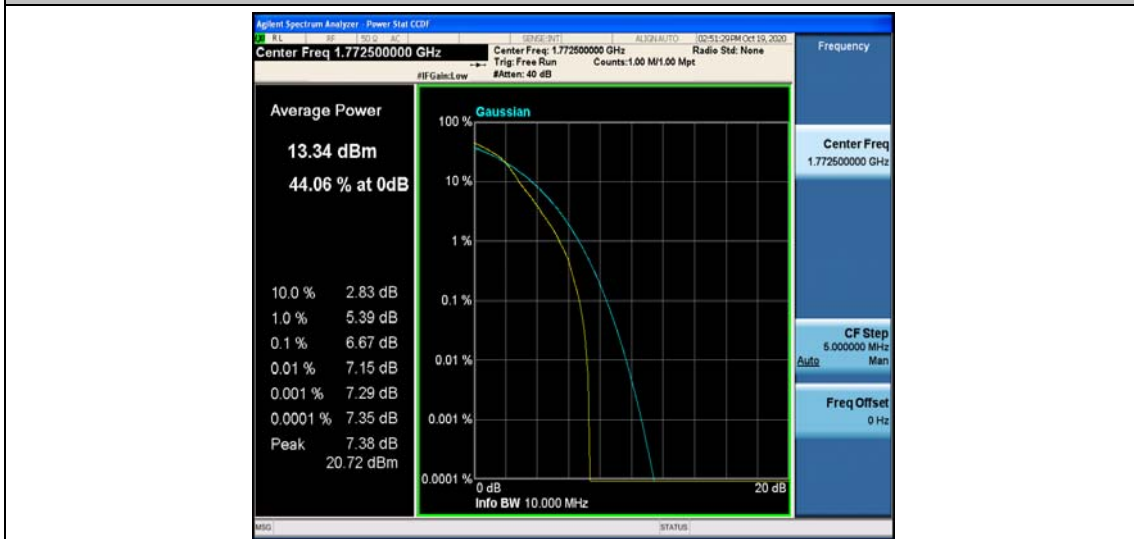 Agilent Spectrum Analyzer - Power Stat CCDF
RL RF 50 Ω AC SENSE:INT ALIGN AUTO 02:51:29 PM Oct 19, 2020
Center Freq 1.772500000 GHz
Center Freq: 1.772500000 GHz Radio Std: None
Trig: Free Run Counts:1.00 M/1.00 Mpt
#IFGain:Low #Atten: 40 dB
Frequency
Average Power
13.34 dBm
44.06 % at 0dB
10.0 % 2.83 dB
1.0 % 5.39 dB
0.1 % 6.67 dB
0.01 % 7.15 dB
0.001 % 7.29 dB
0.0001 % 7.35 dB
Peak 7.38 dB
20.72 dBm
Gaussian
100 %
10 %
1 %
0.1 %
0.01 %
0.001 %
0.0001 %
0 dB 20 dB
Info BW 10.000 MHz
Center Freq
1.772500000 GHz
CF Step
5.000000 MHz
Auto Man
Freq Offset
0 Hz
MSG STATUS